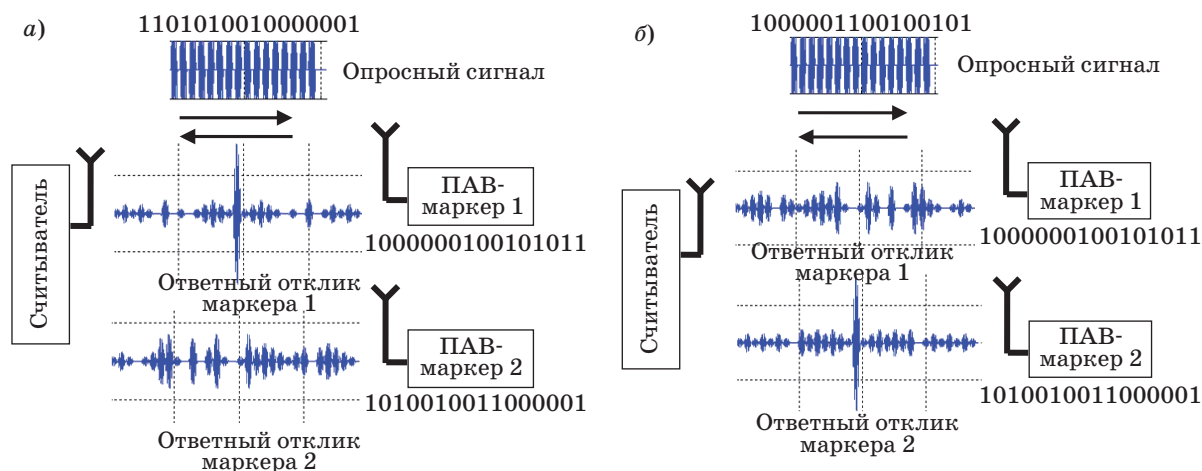 а)
1101010010000001
Опросный сигнал
Считыватель
ПАВ-
маркер 1
1000000100101011
Ответный отклик
маркера 1
ПАВ-
маркер 2
1010010011000001
Ответный отклик
маркера 2
б)
1000001100100101
Опросный сигнал
Считыватель
ПАВ-
маркер 1
1000000100101011
Ответный отклик
маркера 1
ПАВ-
маркер 2
1010010011000001
Ответный отклик
маркера 2